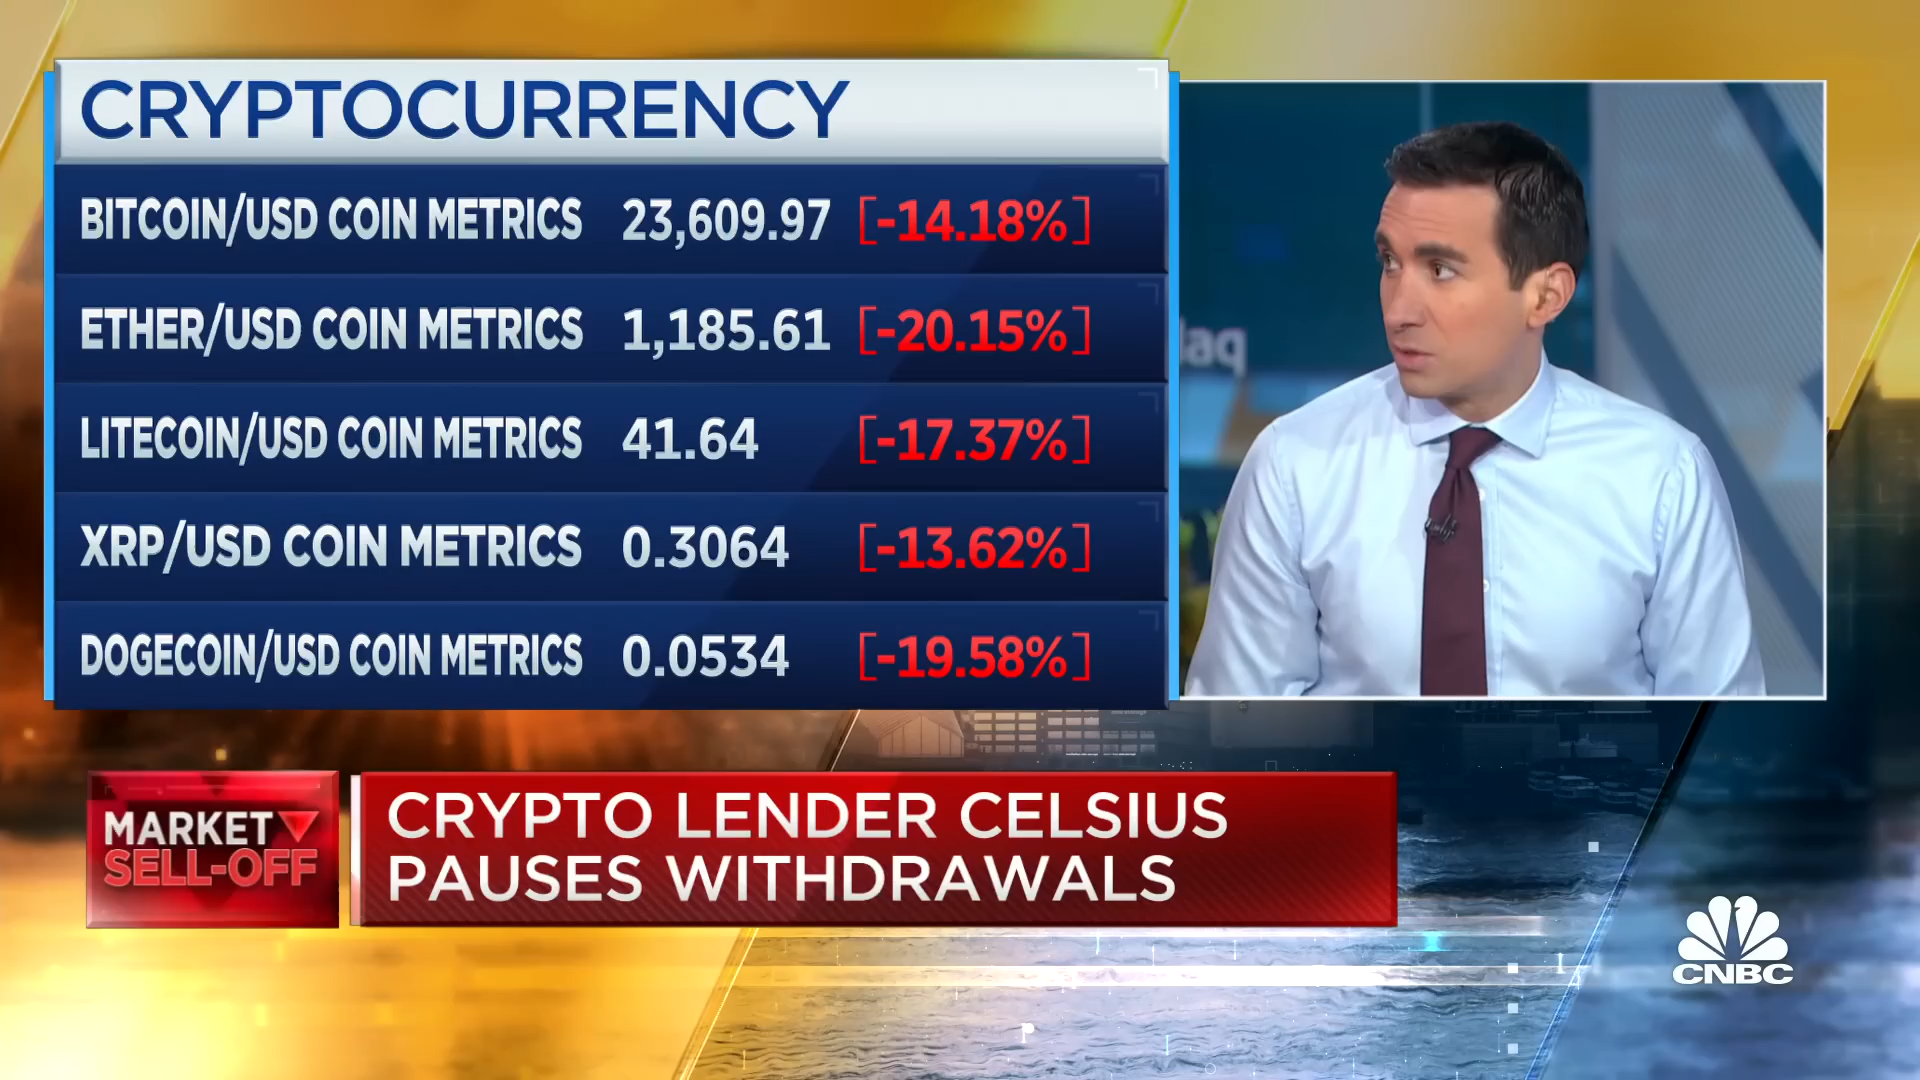 CRYPTOCURRENCY
BITCOIN/USD COIN METRICS 23,609.97 [-14.18%]
ETHER/USD COIN METRICS 1,185.61 [-20.15%]
LITECOIN/USD COIN METRICS 41.64 [-17.37%]
XRP/USD COIN METRICS 0.3064 [-13.62%]
DOGECOIN/USD COIN METRICS 0.0534 [-19.58%]
daq
MARKET
SELL-OFF
CRYPTO LENDER CELSIUS
PAUSES WITHDRAWALS
CNBC